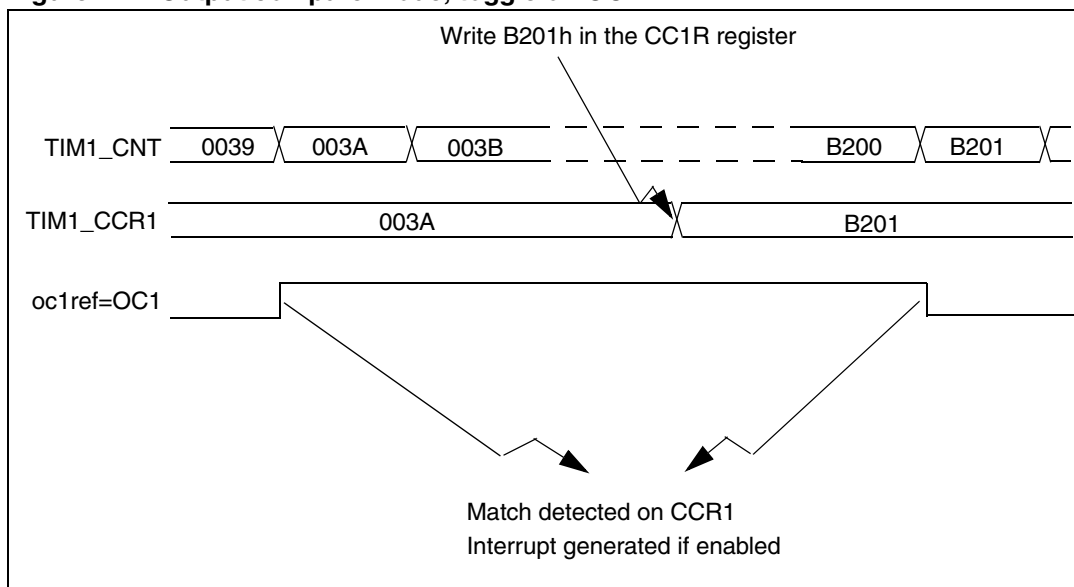 Write B201h in the CC1R register
TIM1_CNT 0039 003A 003B B200 B201
TIM1_CCR1 003A B201
oc1ref=OC1
Match detected on CCR1
Interrupt generated if enabled